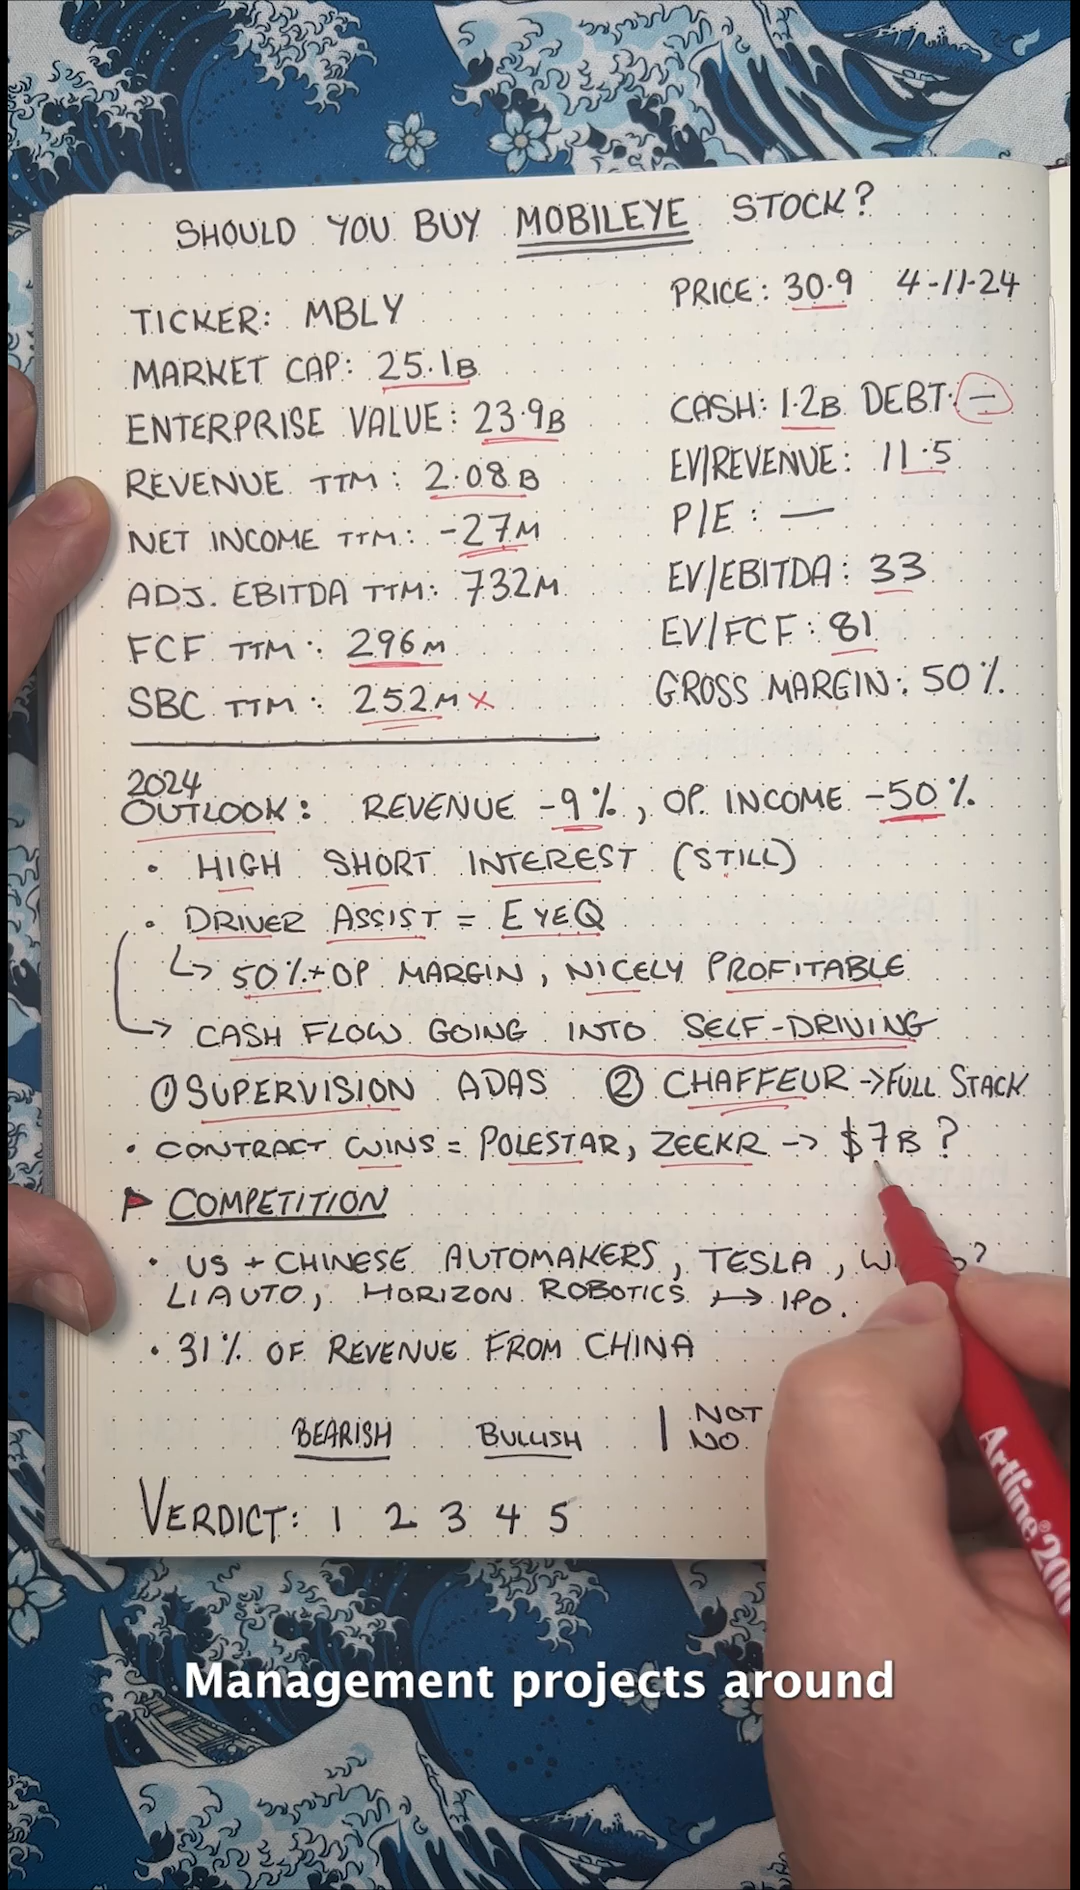 SHOULD YOU BUY MOBILEYE STOCK?
PRICE: 30.9 4-11-24
TICKER: MBLY
MARKET CAP: 25.1B
CASH: 1.2B DEBT: —
ENTERPRISE VALUE: 23.9B
EV/REVENUE: 11.5
REVENUE TTM: 2.08B
P/E: —
NET INCOME TTM: -27M
EV/EBITDA: 33
ADJ. EBITDA TTM: 732M
EV/FCF: 81
FCF TTM: 296M
GROSS MARGIN: 50%
SBC TTM: 252M x
2024
OUTLOOK: REVENUE -9%, OP. INCOME -50%
• HIGH SHORT INTEREST (STILL)
• DRIVER ASSIST = EYEQ
↳ 50%+ OP MARGIN, NICELY PROFITABLE
→ CASH FLOW GOING INTO SELF-DRIVING
① SUPERVISION ADAS ② CHAFFEUR → FULL STACK
• CONTRACT WINS = POLESTAR, ZEEKR → $7B?
COMPETITION
• US + CHINESE AUTOMAKERS, TESLA,
LI AUTO, HORIZON ROBOTICS ↦ IPO.
• 31% OF REVENUE FROM CHINA
BEARISH BULLISH | NOT
NO
VERDICT: 1 2 3 4 5
Artline 200
Management projects around